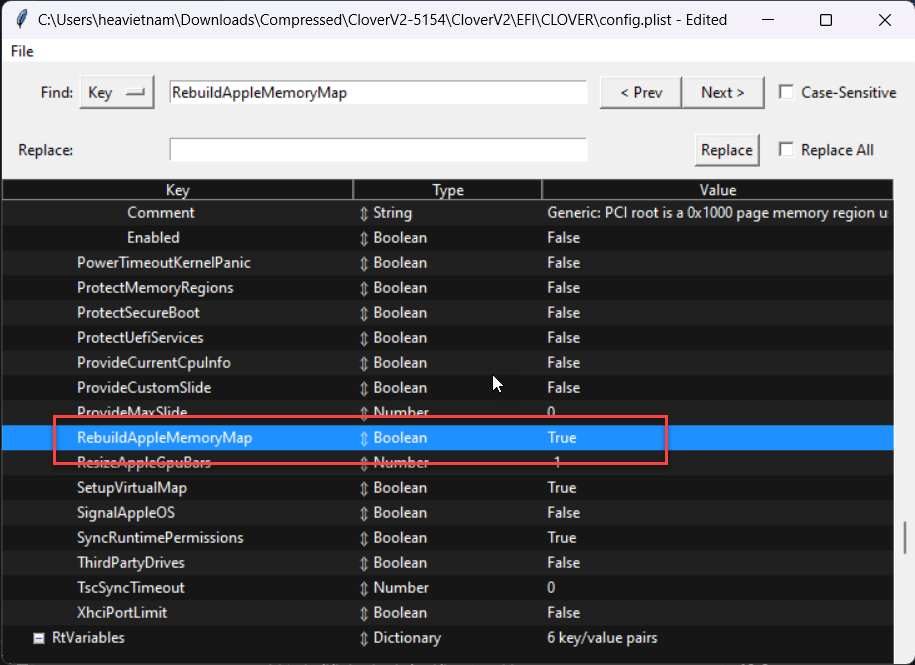 C:\Users\heavietnam\Downloads\Compressed\CloverV2-5154\CloverV2\EFI\CLOVER\config.plist - Edited
File
Find: Key RebuildAppleMemoryMap < Prev Next > Case-Sensitive
Replace: Replace Replace All
Key Type Value
Comment String Generic: PCI root is a 0x1000 page memory region u
Enabled Boolean False
PowerTimeoutKernelPanic Boolean False
ProtectMemoryRegions Boolean False
ProtectSecureBoot Boolean False
ProtectUefiServices Boolean False
ProvideCurrentCpuInfo Boolean False
ProvideCustomSlide Boolean False
ProvideMaxSlide Number 0
RebuildAppleMemoryMap Boolean True
ResizeAppleGpuBars Number -1
SetupVirtualMap Boolean True
SignalAppleOS Boolean False
SyncRuntimePermissions Boolean True
ThirdPartyDrives Boolean False
TscSyncTimeout Number 0
XhciPortLimit Boolean False
RtVariables Dictionary 6 key/value pairs